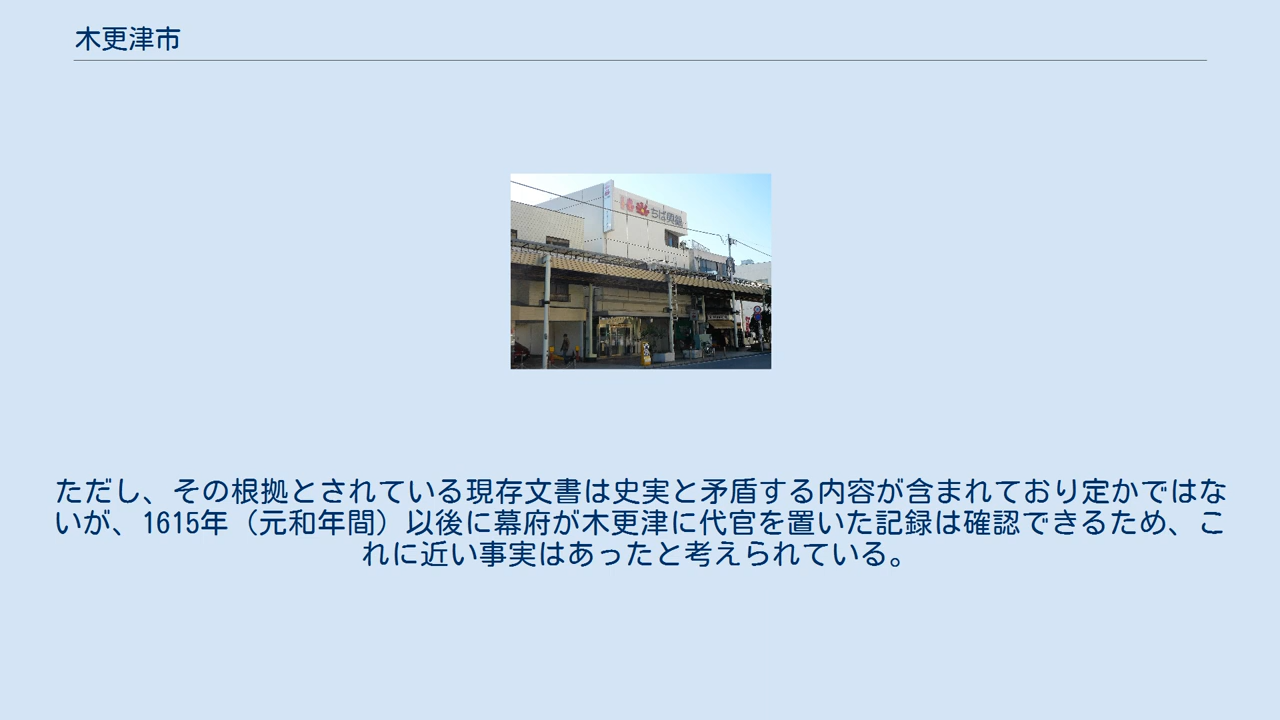 木更津市
ちば興銀
ただし、その根拠とされている現存文書は史実と矛盾する内容が含まれており定かではな
いが、1615年（元和年間）以後に幕府が木更津に代官を置いた記録は確認できるため、こ
れに近い事実はあったと考えられている。